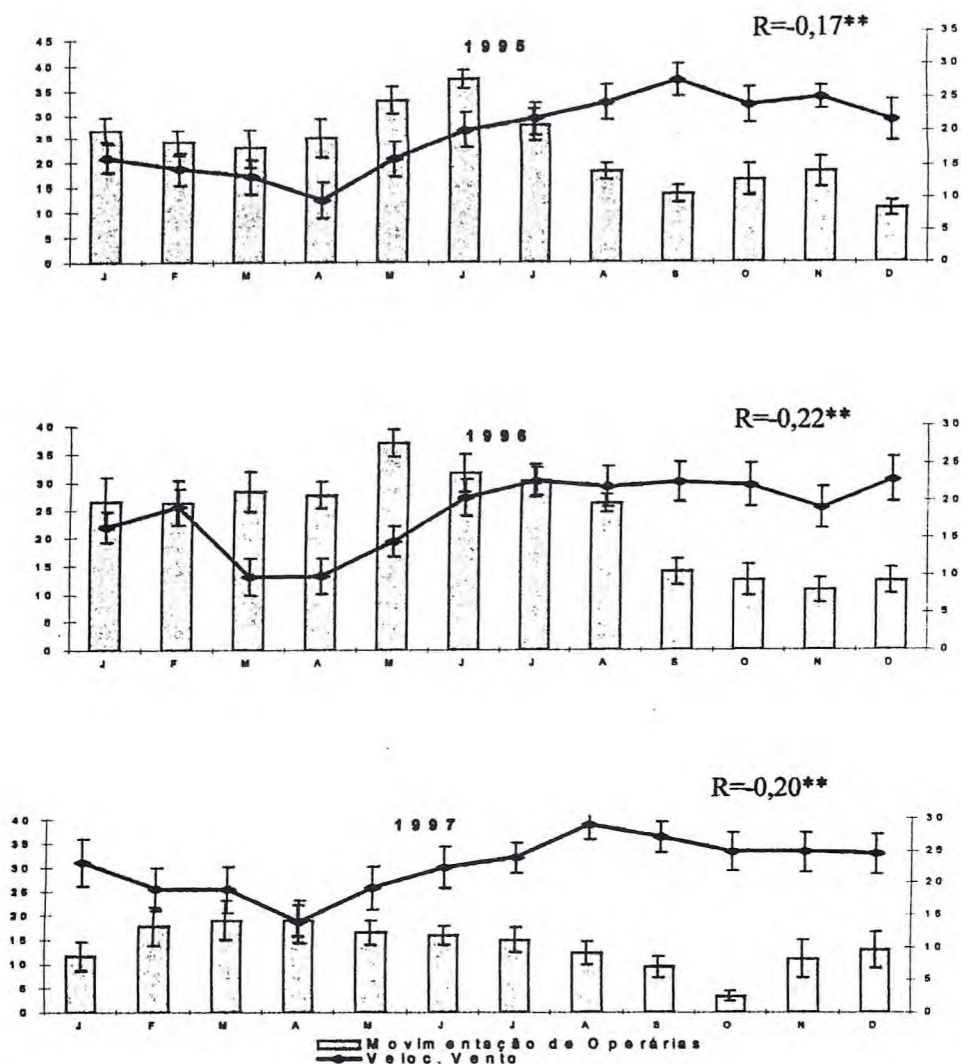 R=-0,17**
1995
45 40 35 30 25 20 15 10 5 0
35 30 25 20 15 10 5 0
J F M A M J J A S O N D
R=-0,22**
1996
40 35 30 25 20 15 10 5 0
30 25 20 15 10 5 0
J F M A M J J A S O N D
R=-0,20**
1997
40 35 30 25 20 15 10 5 0
30 25 20 15 10 5 0
J F M A M J J A S O N D
Movimentação de Operárias
Veloc. Vento